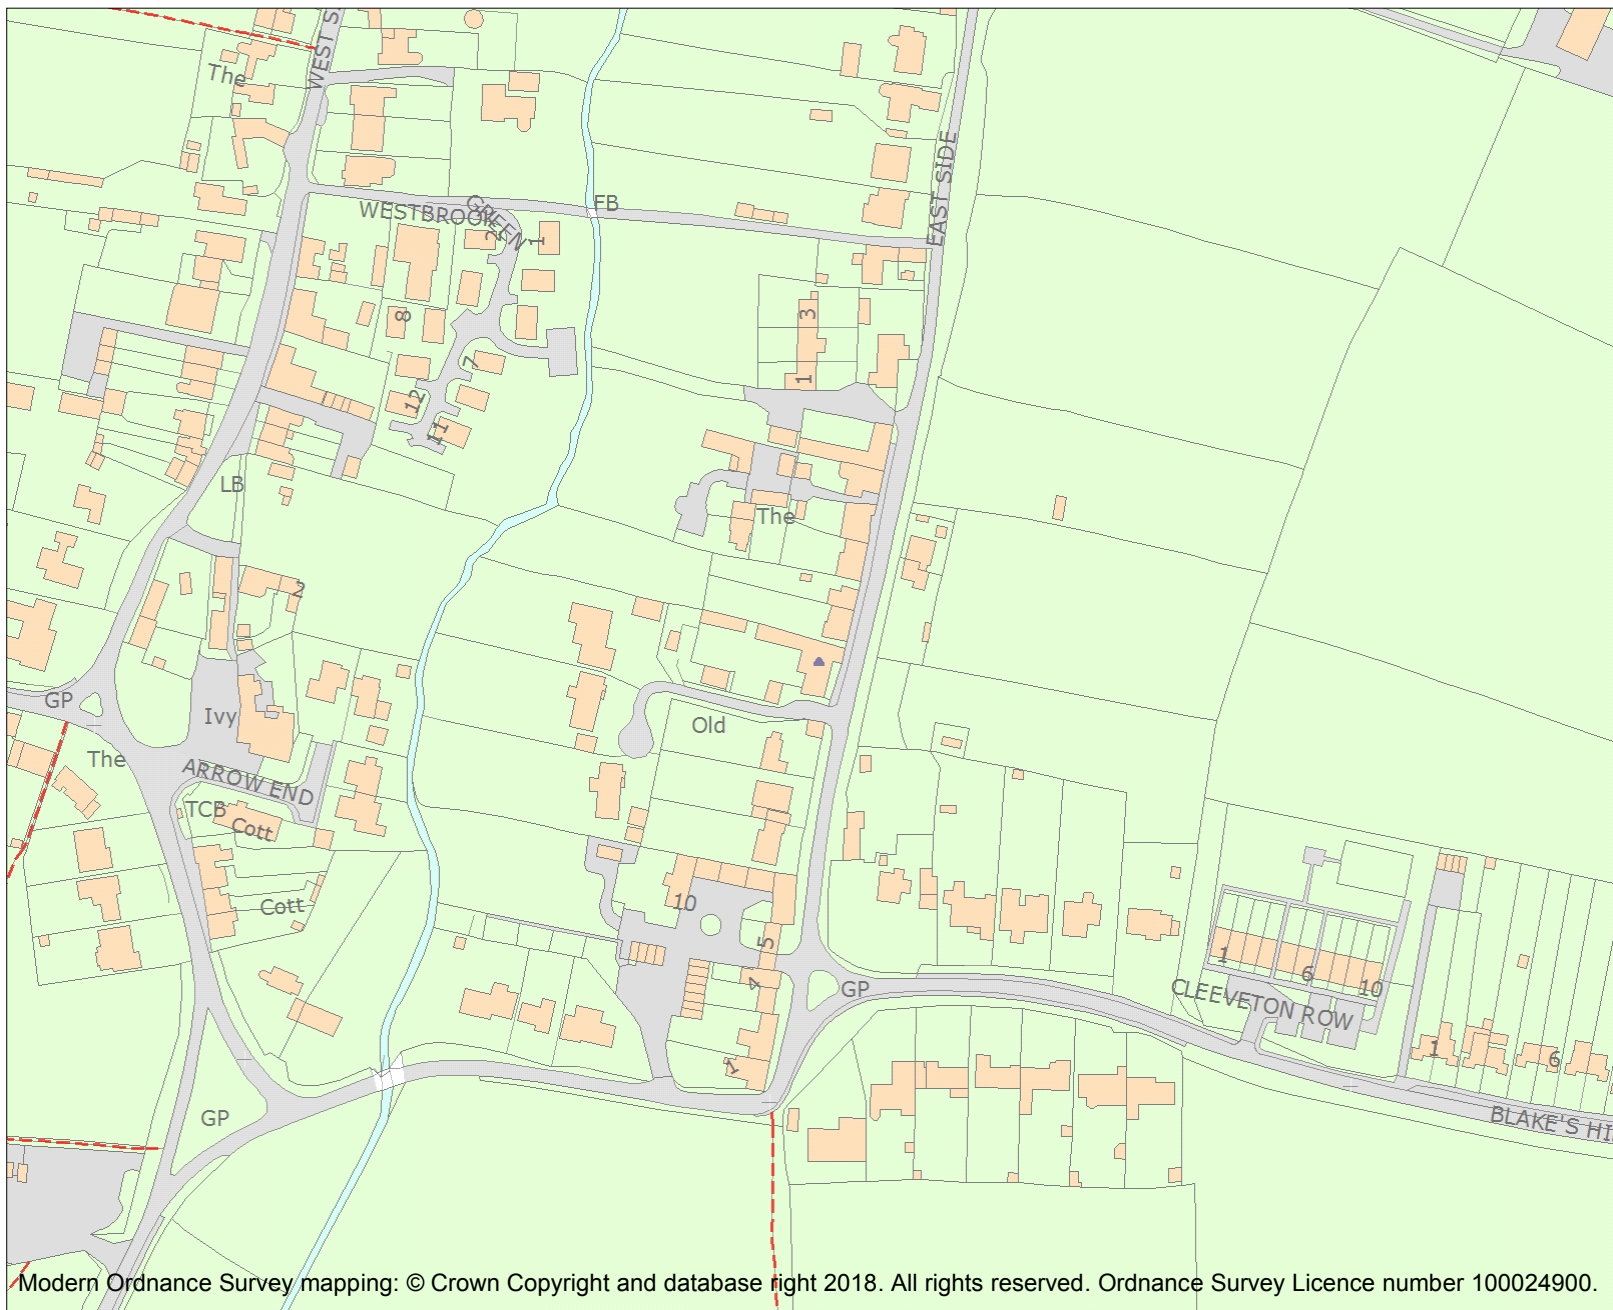 WEST S
The
EAST SIDE
WESTBROOK
GREEN
FB
2
1
3
8
7
1
12
11
LB
The
2
GP
Ivy
Old
The
ARROW END
TCB
Cott
Cott
10
5
4
GP
1
6
10
CLEEVETON ROW
1
1
6
GP
BLAKE'S HI
Modern Ordnance Survey mapping: © Crown Copyright and database right 2018. All rights reserved. Ordnance Survey Licence number 100024900.